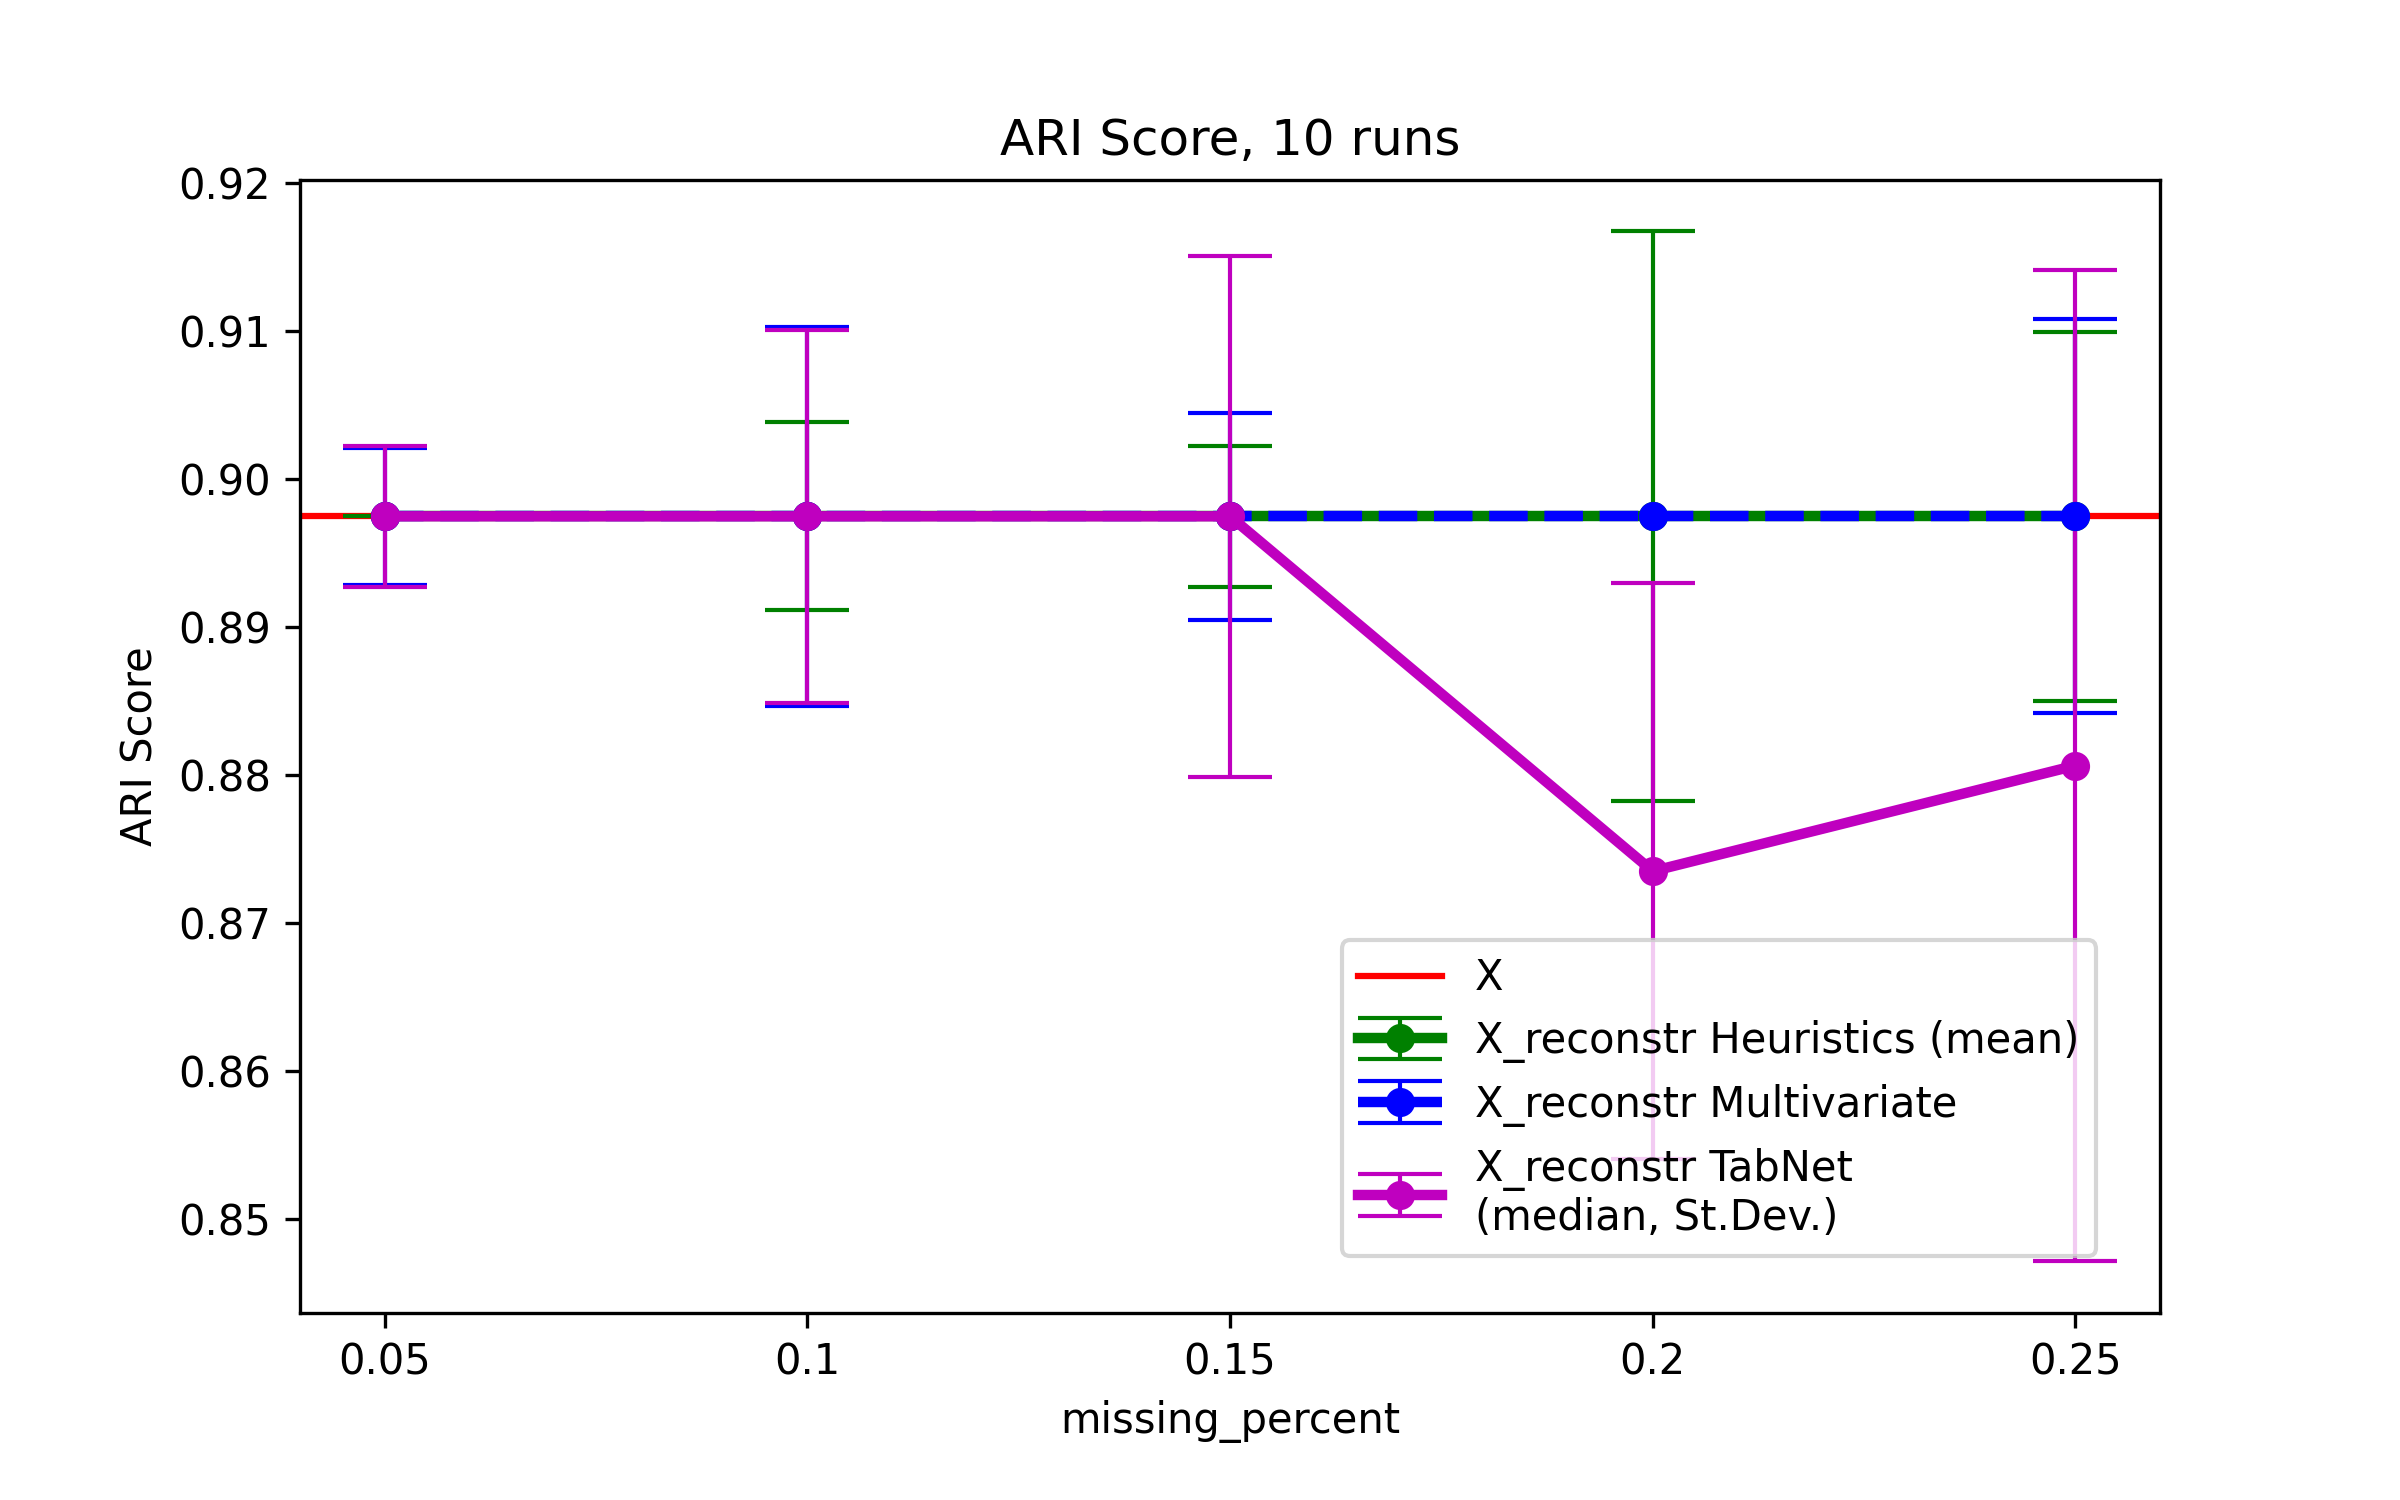 ARI Score, 10 runs
0.92
0.91
0.90
0.89
0.88
0.87
0.86
0.85
ARI Score
X
X_reconstr Heuristics (mean)
X_reconstr Multivariate
X_reconstr TabNet
(median, St.Dev.)
0.05
0.1
0.15
0.2
0.25
missing_percent